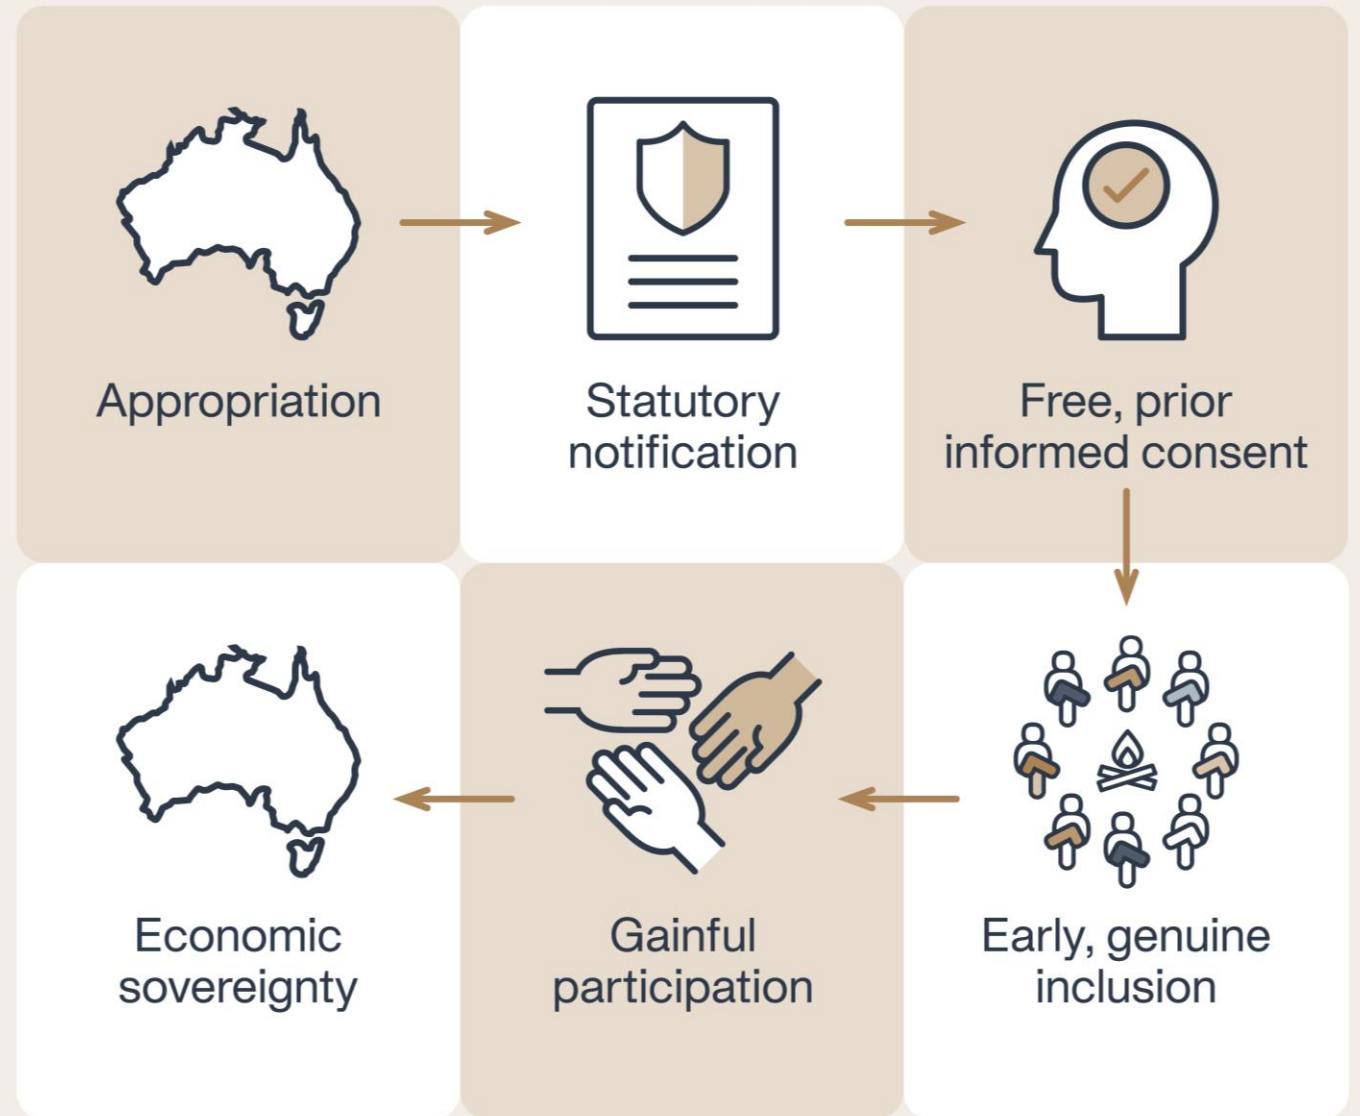 Appropriation
Statutory
notification
Free, prior
informed consent
Early, genuine
inclusion
Gainful
participation
Economic
sovereignty